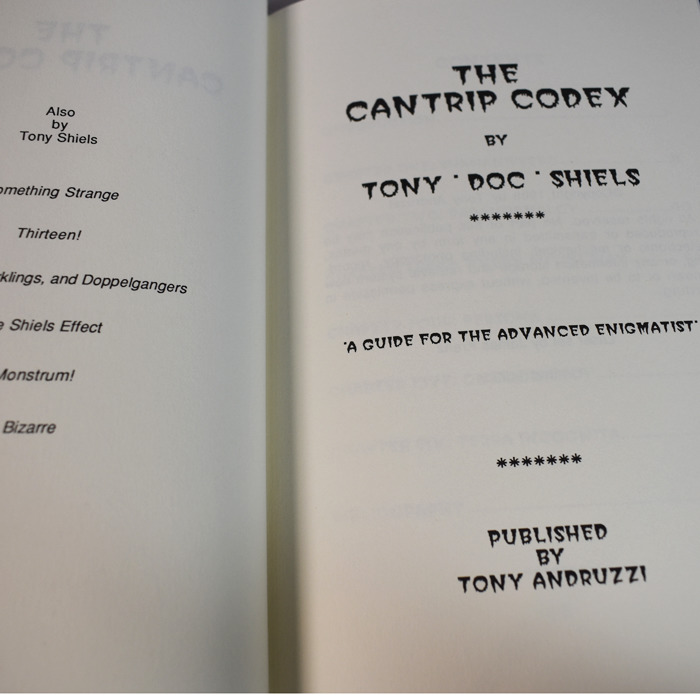 Also
by
Tony Shiels
Something Strange
Thirteen!
klings, and Doppelgangers
Shiels Effect
Monstrum!
Bizarre
THE
CANTRIP CODEX
BY
TONY 'DOC' SHIELS
*******
'A GUIDE FOR THE ADVANCED ENIGMATIST'
*******
PUBLISHED
BY
TONY ANDRUZZI